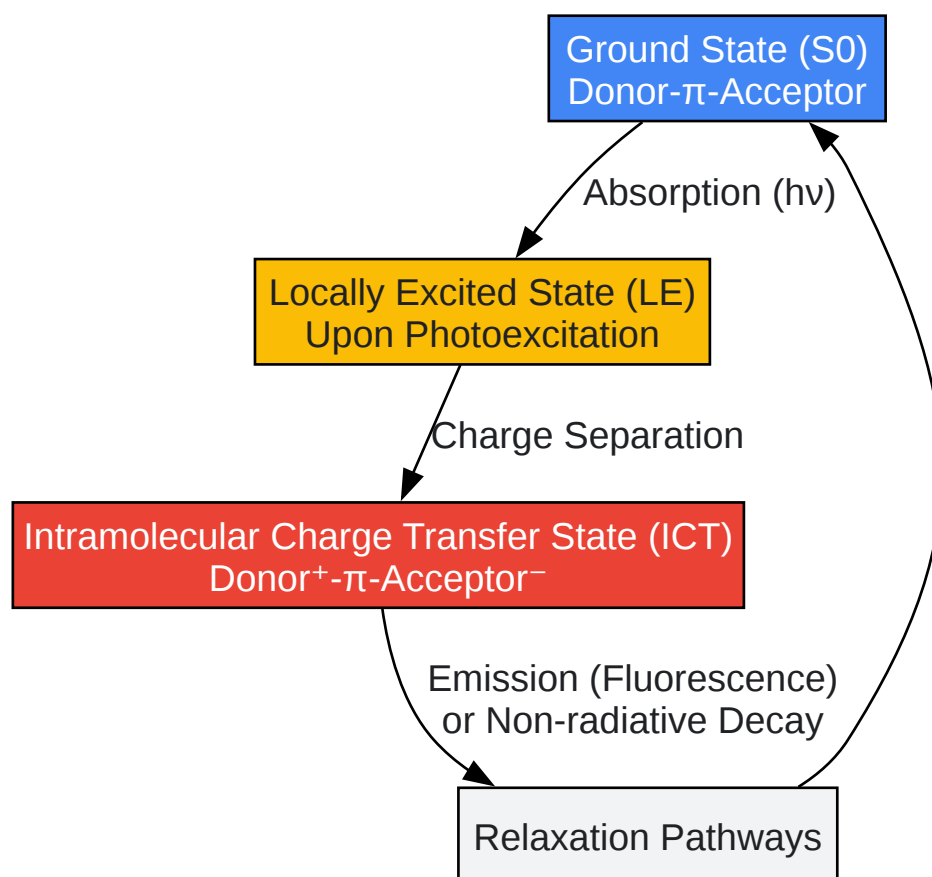 Ground State (S0)
Donor-π-Acceptor
Absorption (hν)
Locally Excited State (LE)
Upon Photoexcitation
Charge Separation
Intramolecular Charge Transfer State (ICT)
Donor⁺-π-Acceptor⁻
Emission (Fluorescence)
or Non-radiative Decay
Relaxation Pathways